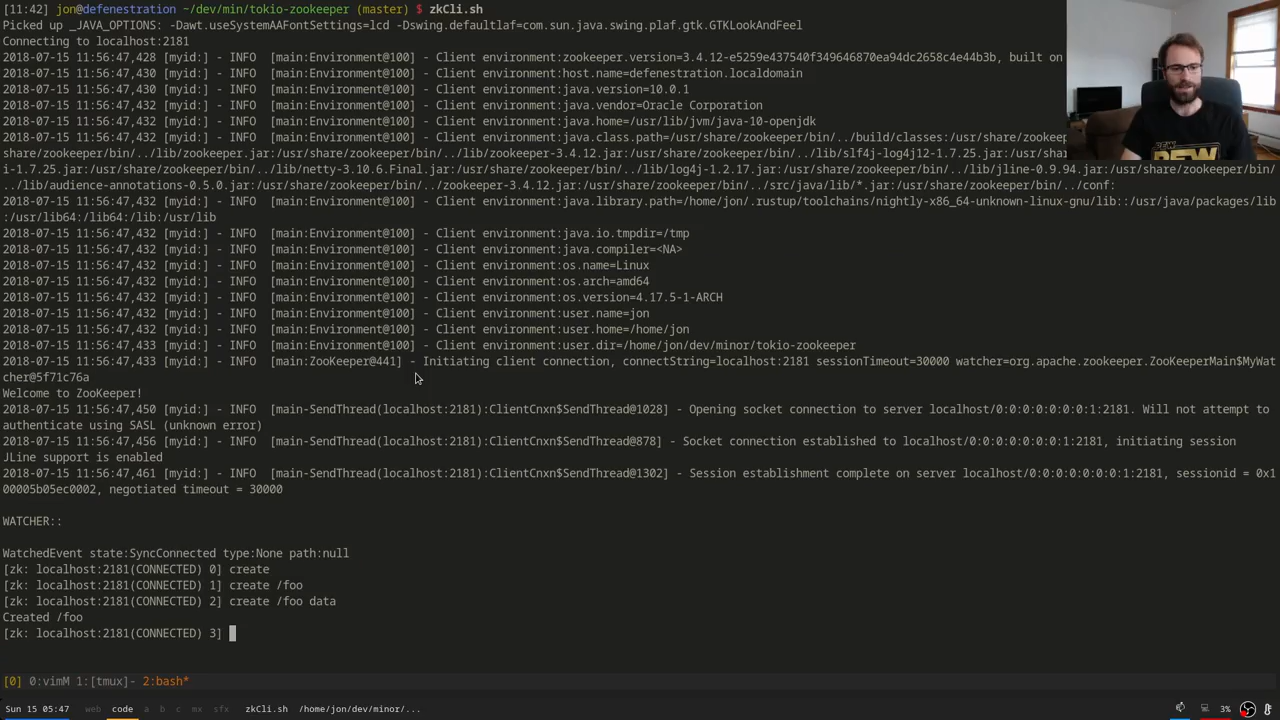 [11:42] jon@defenestration ~/dev/min/tokio-zookeeper (master) $ zkCli.sh
Picked up _JAVA_OPTIONS: -Dawt.useSystemAAFontSettings=lcd -Dswing.defaultlaf=com.sun.java.swing.plaf.gtk.GTKLookAndFeel
Connecting to localhost:2181
2018-07-15 11:56:47,428 [myid:] - INFO  [main:Environment@100] - Client environment:zookeeper.version=3.4.12-e5259e437540f349646870ea94dc2658c4e44b3b, built on
2018-07-15 11:56:47,430 [myid:] - INFO  [main:Environment@100] - Client environment:host.name=defenestration.localdomain
2018-07-15 11:56:47,430 [myid:] - INFO  [main:Environment@100] - Client environment:java.version=10.0.1
2018-07-15 11:56:47,432 [myid:] - INFO  [main:Environment@100] - Client environment:java.vendor=Oracle Corporation
2018-07-15 11:56:47,432 [myid:] - INFO  [main:Environment@100] - Client environment:java.home=/usr/lib/jvm/java-10-openjdk
2018-07-15 11:56:47,432 [myid:] - INFO  [main:Environment@100] - Client environment:java.class.path=/usr/share/zookeeper/bin/../build/classes:/usr/share/zookeepe
share/zookeeper/bin/../lib/zookeeper.jar:/usr/share/zookeeper/bin/../lib/zookeeper-3.4.12.jar:/usr/share/zookeeper/bin/../lib/slf4j-log4j12-1.7.25.jar:/usr/shar
i-1.7.25.jar:/usr/share/zookeeper/bin/../lib/netty-3.10.6.Final.jar:/usr/share/zookeeper/bin/../lib/log4j-1.2.17.jar:/usr/share/zookeeper/bin/../lib/jline-0.9.94.jar:/usr/share/zookeeper/bin/
../lib/audience-annotations-0.5.0.jar:/usr/share/zookeeper/bin/../zookeeper-3.4.12.jar:/usr/share/zookeeper/bin/../src/java/lib/*.jar:/usr/share/zookeeper/bin/../conf:
2018-07-15 11:56:47,432 [myid:] - INFO  [main:Environment@100] - Client environment:java.library.path=/home/jon/.rustup/toolchains/nightly-x86_64-unknown-linux-gnu/lib::/usr/java/packages/lib
:/usr/lib64:/lib64:/lib:/usr/lib
2018-07-15 11:56:47,432 [myid:] - INFO  [main:Environment@100] - Client environment:java.io.tmpdir=/tmp
2018-07-15 11:56:47,432 [myid:] - INFO  [main:Environment@100] - Client environment:java.compiler=<NA>
2018-07-15 11:56:47,432 [myid:] - INFO  [main:Environment@100] - Client environment:os.name=Linux
2018-07-15 11:56:47,432 [myid:] - INFO  [main:Environment@100] - Client environment:os.arch=amd64
2018-07-15 11:56:47,432 [myid:] - INFO  [main:Environment@100] - Client environment:os.version=4.17.5-1-ARCH
2018-07-15 11:56:47,432 [myid:] - INFO  [main:Environment@100] - Client environment:user.name=jon
2018-07-15 11:56:47,432 [myid:] - INFO  [main:Environment@100] - Client environment:user.home=/home/jon
2018-07-15 11:56:47,432 [myid:] - INFO  [main:Environment@100] - Client environment:user.dir=/home/jon/dev/minor/tokio-zookeeper
2018-07-15 11:56:47,433 [myid:] - INFO  [main:ZooKeeper@441] - Initiating client connection, connectString=localhost:2181 sessionTimeout=30000 watcher=org.apache.zookeeper.ZooKeeperMain$MyWat
cher@5f71c76a
Welcome to ZooKeeper!
2018-07-15 11:56:47,450 [myid:] - INFO  [main-SendThread(localhost:2181):ClientCnxn$SendThread@1028] - Opening socket connection to server localhost/0:0:0:0:0:0:0:1:2181. Will not attempt to
authenticate using SASL (unknown error)
2018-07-15 11:56:47,456 [myid:] - INFO  [main-SendThread(localhost:2181):ClientCnxn$SendThread@878] - Socket connection established to localhost/0:0:0:0:0:0:0:1:2181, initiating session
JLine support is enabled
2018-07-15 11:56:47,461 [myid:] - INFO  [main-SendThread(localhost:2181):ClientCnxn$SendThread@1302] - Session establishment complete on server localhost/0:0:0:0:0:0:0:1:2181, sessionid = 0x1
00005b05ec0002, negotiated timeout = 30000
WATCHER::
WatchedEvent state:SyncConnected type:None path:null
[zk: localhost:2181(CONNECTED) 0] create
[zk: localhost:2181(CONNECTED) 1] create /foo
[zk: localhost:2181(CONNECTED) 2] create /foo data
Created /foo
[zk: localhost:2181(CONNECTED) 3]
[0] 0:vimM 1:[tmux]- 2:bash*
Sun 15 05:47 web code a b c mx sfx zkCli.sh /home/jon/dev/minor/... 3%